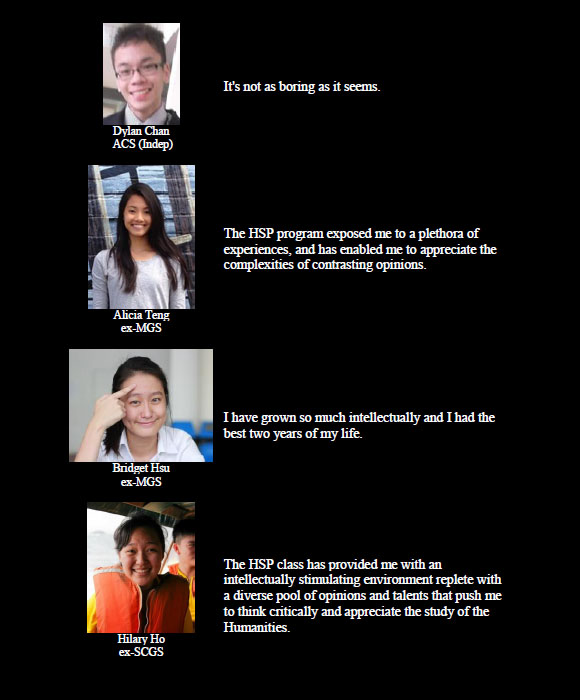 It's not as boring as it seems.
Dylan Chan
ACS (Indep)
The HSP program exposed me to a plethora of
experiences, and has enabled me to appreciate the
complexities of contrasting opinions.
Alicia Teng
ex-MGS
I have grown so much intellectually and I had the
best two years of my life.
Bridget Hsu
ex-MGS
The HSP class has provided me with an
intellectually stimulating environment replete with
a diverse pool of opinions and talents that push me
to think critically and appreciate the study of the
Humanities.
Hilary Ho
ex-SCGS